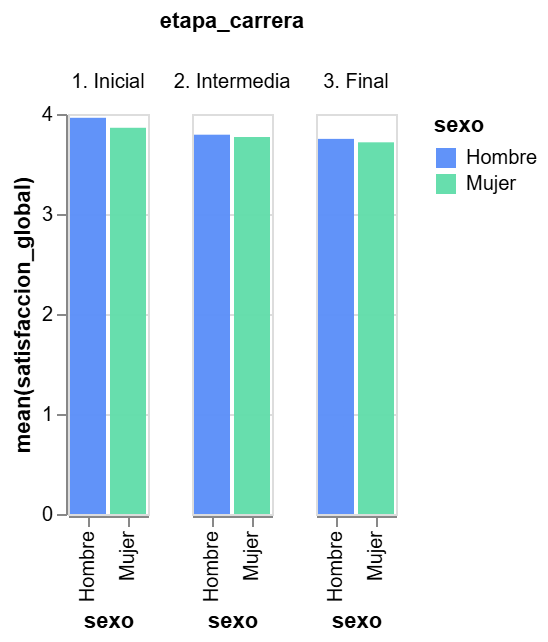 etapa_carrera
1. Inicial 2. Intermedia 3. Final
mean(satisfaccion_global)
4
3
2
1
0
Hombre Mujer Hombre Mujer Hombre Mujer
sexo sexo sexo
sexo
Hombre
Mujer